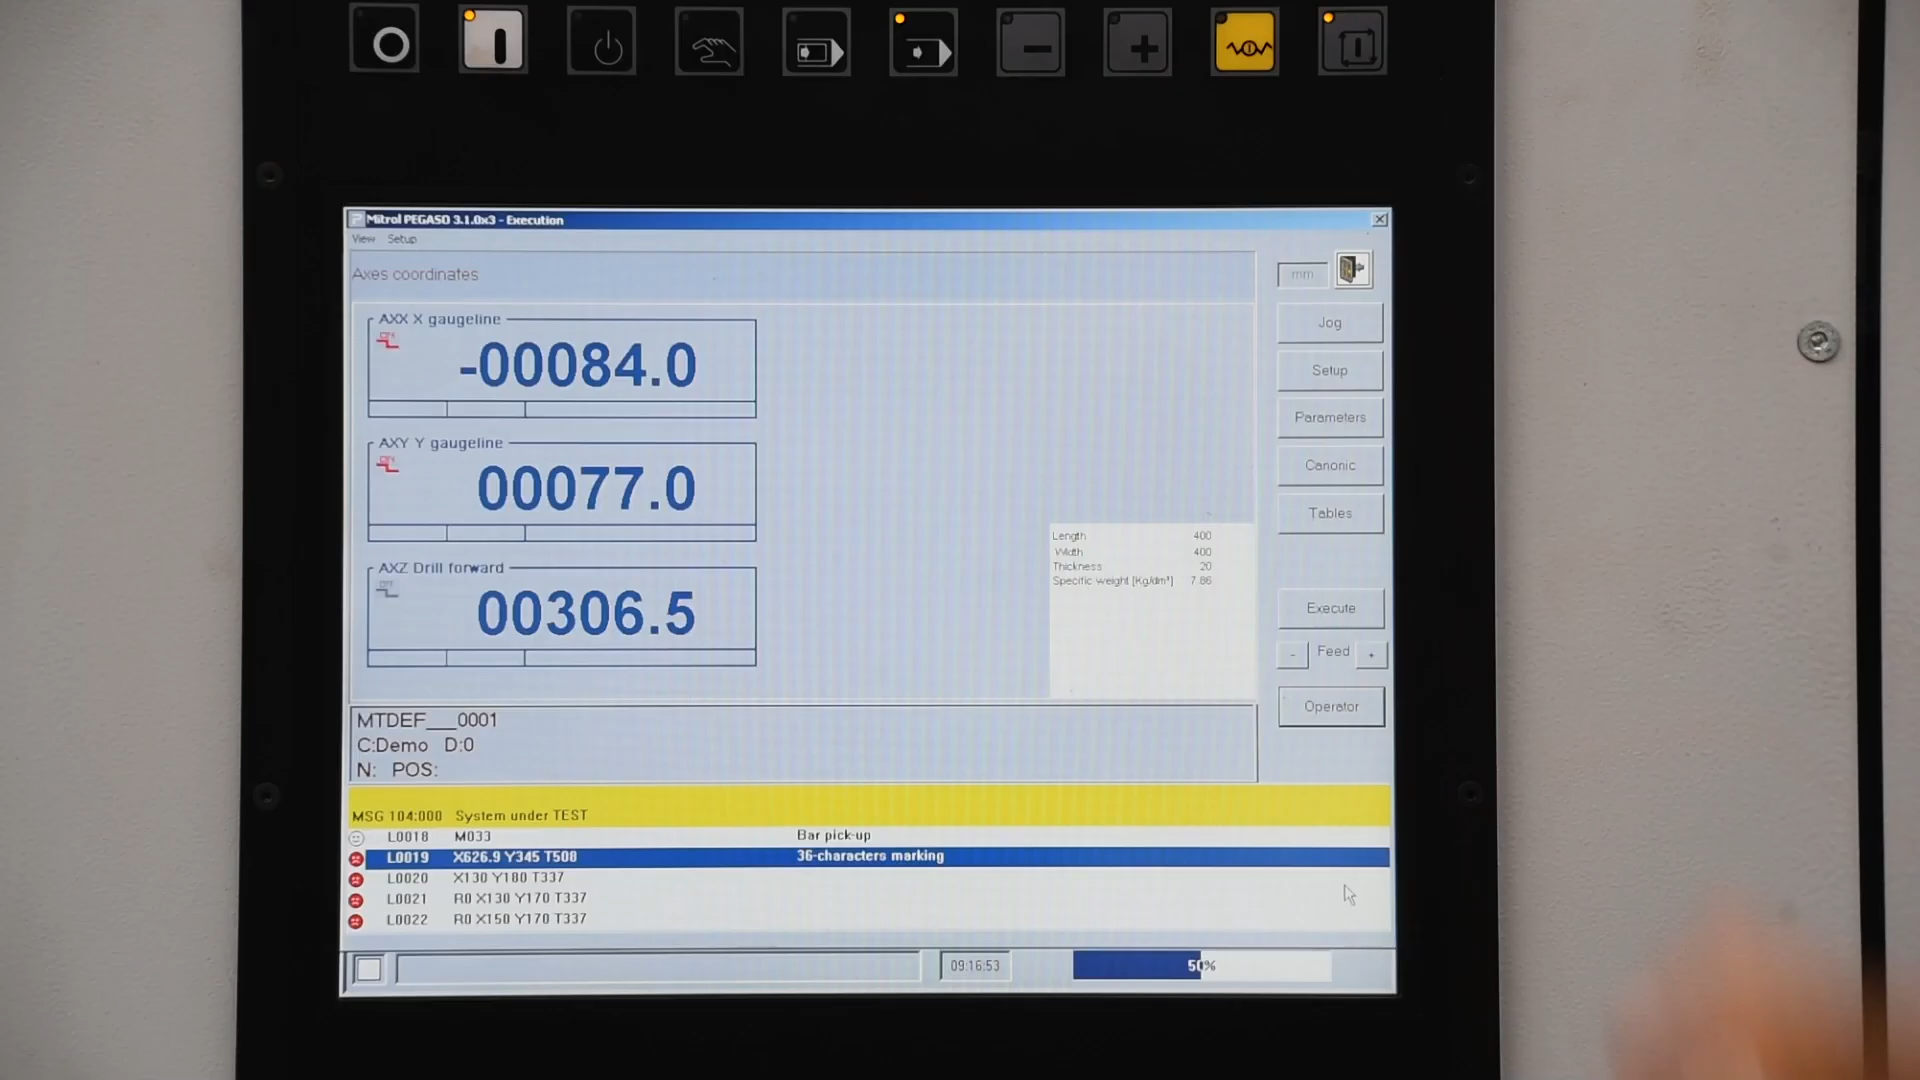 Mitrol PEGASO 3.1.0x3 - Execution
View Setup
Axes coordinates
mm
AXX X gaugeline
OFF
-00084.0
AXY Y gaugeline
OFF
00077.0
AXZ Drill forward
OFF
00306.5
Length 400
Width 400
Thickness 20
Specific weight [Kg/dm³] 7.86
Jog
Setup
Parameters
Canonic
Tables
Execute
- Feed +
Operator
MTDEF___0001
C:Demo D:0
N: POS:
MSG 104:000 System under TEST
L0018 M033 Bar pick-up
L0019 X626.9 Y345 T508 36-characters marking
L0020 X130 Y180 T337
L0021 R0 X130 Y170 T337
L0022 R0 X150 Y170 T337
09:16:53
50%